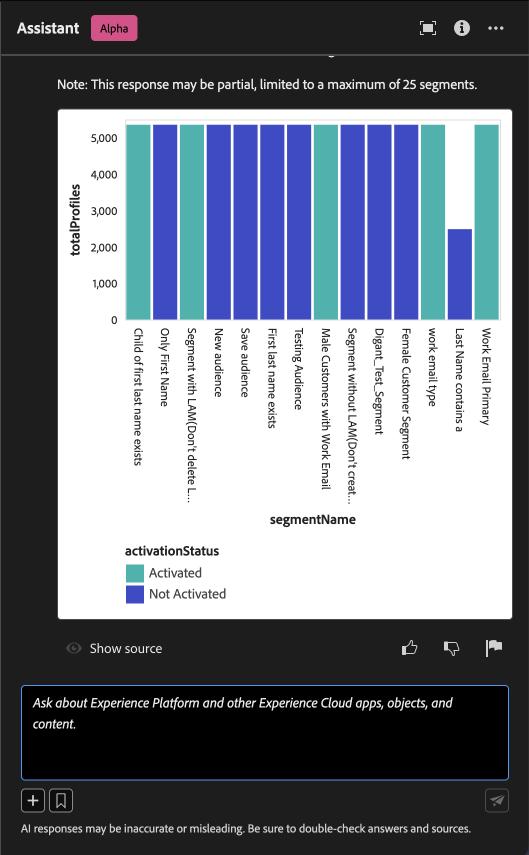 Assistant Alpha
Note: This response may be partial, limited to a maximum of 25 segments.
totalProfiles
5,000
4,000
3,000
2,000
1,000
0
Child of first last name exists
Only First Name
Segment with LAM(Don't delete L...
New audience
Save audience
First last name exists
Testing Audience
Male Customers with Work Email
Segment without LAM(Don't creat...
Digant_Test_Segment
Female Customer Segment
work email type
Last Name contains a
Work Email Primary
segmentName
activationStatus
Activated
Not Activated
Show source
Ask about Experience Platform and other Experience Cloud apps, objects, and
content.
AI responses may be inaccurate or misleading. Be sure to double-check answers and sources.